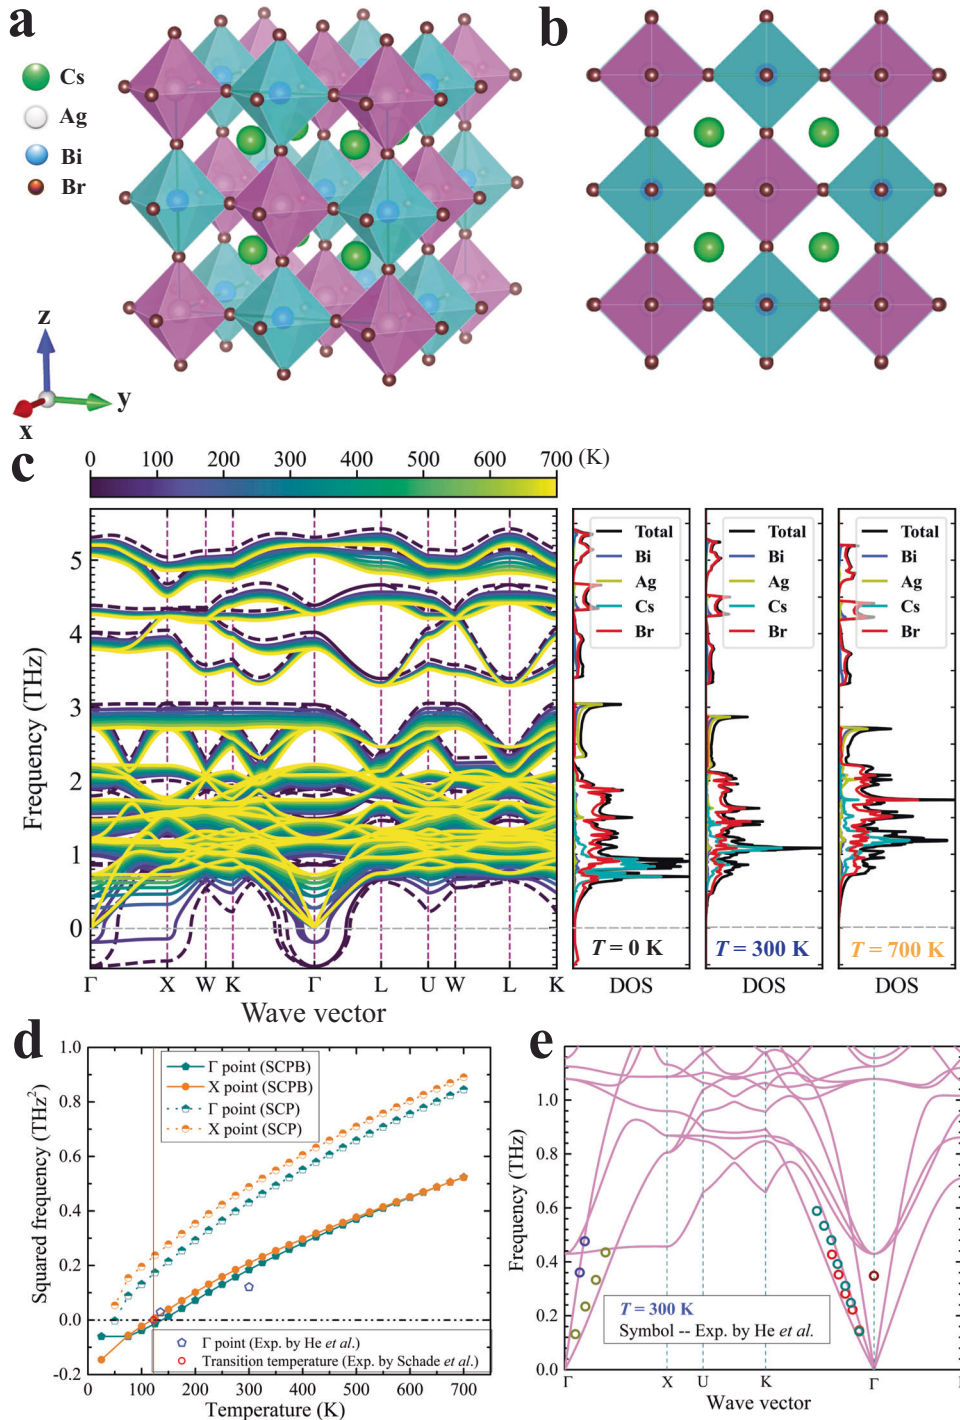 a
b
Cs
Ag
Bi
Br
z
y
x
c
0 100 200 300 400 500 600 700 (K)
Frequency (THz)
5
4
3
2
1
0
Γ X W K Γ L U W L K
Wave vector
Total
Bi
Ag
Cs
Br
T = 0 K
DOS
Total
Bi
Ag
Cs
Br
T = 300 K
DOS
Total
Bi
Ag
Cs
Br
T = 700 K
DOS
d
Squared frequency (THz²)
1.0
0.8
0.6
0.4
0.2
0.0
-0.2
Γ point (SCPB)
X point (SCPB)
Γ point (SCP)
X point (SCP)
Γ point (Exp. by He et al.)
Transition temperature (Exp. by Schade et al.)
0 100 200 300 400 500 600 700
Temperature (K)
e
Frequency (THz)
1.0
0.8
0.6
0.4
0.2
0.0
T = 300 K
Symbol -- Exp. by He et al.
Γ X U K Γ
Wave vector